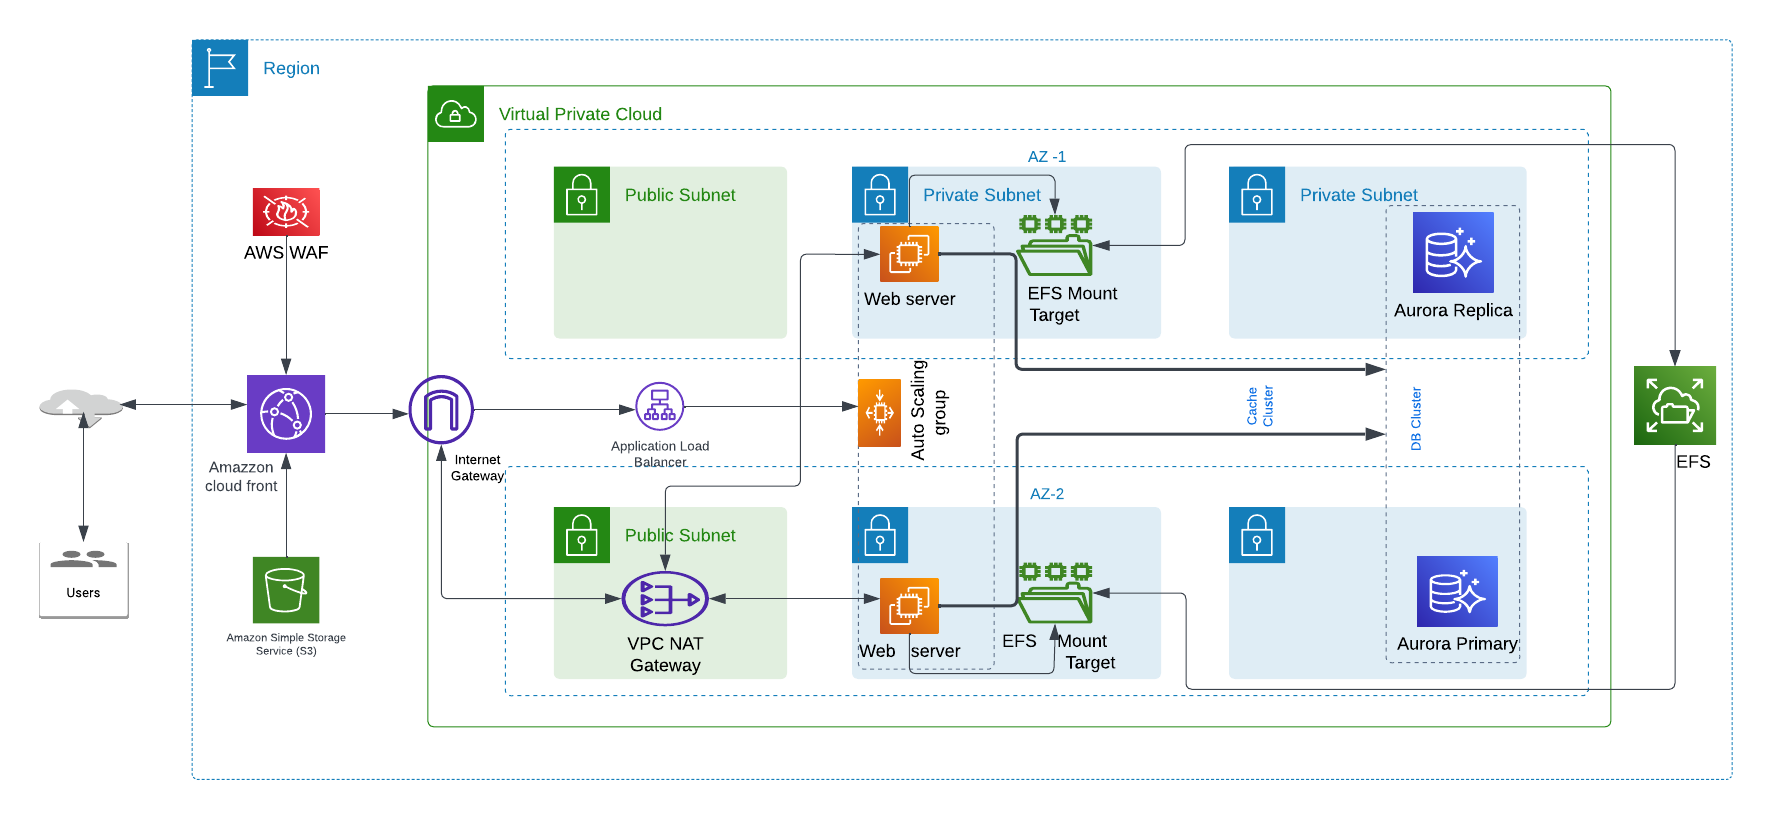 Region
Virtual Private Cloud
AZ -1
Public Subnet
Private Subnet
Private Subnet
AWS WAF
Web server
EFS Mount
Target
Aurora Replica
Auto Scaling
group
Cache
Cluster
DB Cluster
Application Load
Balancer
Internet
Gateway
Amazzon
cloud front
EFS
AZ-2
Public Subnet
Users
VPC NAT
Gateway
Web server
EFS Mount
Target
Aurora Primary
Amazon Simple Storage
Service (S3)